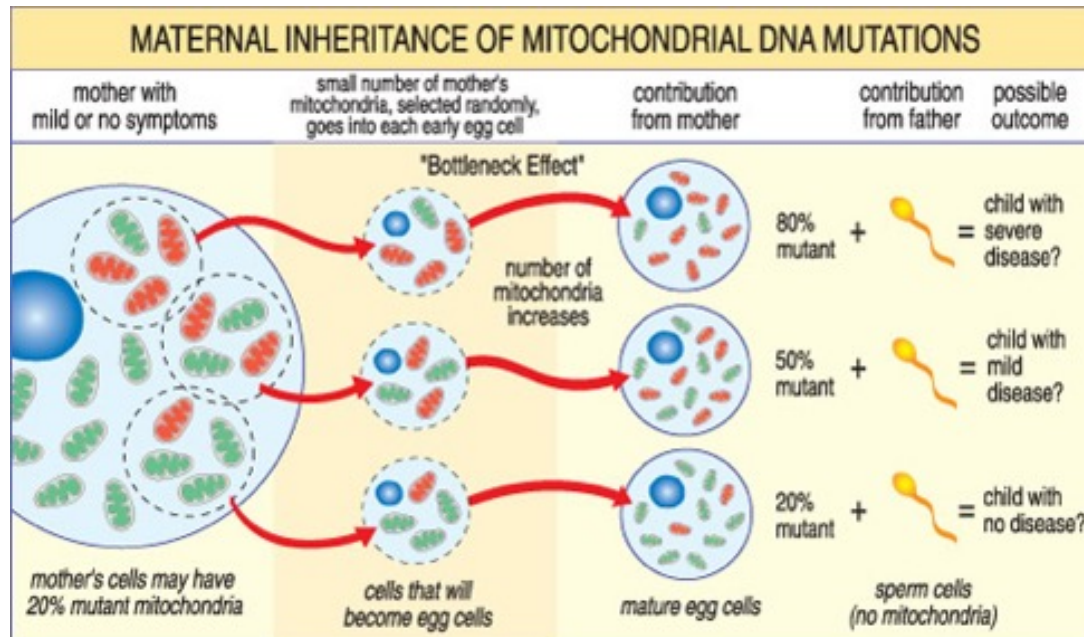 MATERNAL INHERITANCE OF MITOCHONDRIAL DNA MUTATIONS
mother with
mild or no symptoms
small number of mother's
mitochondria, selected randomly,
goes into each early egg cell
contribution
from mother
contribution
from father
possible
outcome
"Bottleneck Effect"
number of
mitochondria
increases
80%
mutant
+
=
child with
severe
disease?
50%
mutant
+
=
child with
mild
disease?
20%
mutant
+
=
child with
no disease?
mother's cells may have
20% mutant mitochondria
cells that will
become egg cells
mature egg cells
sperm cells
(no mitochondria)